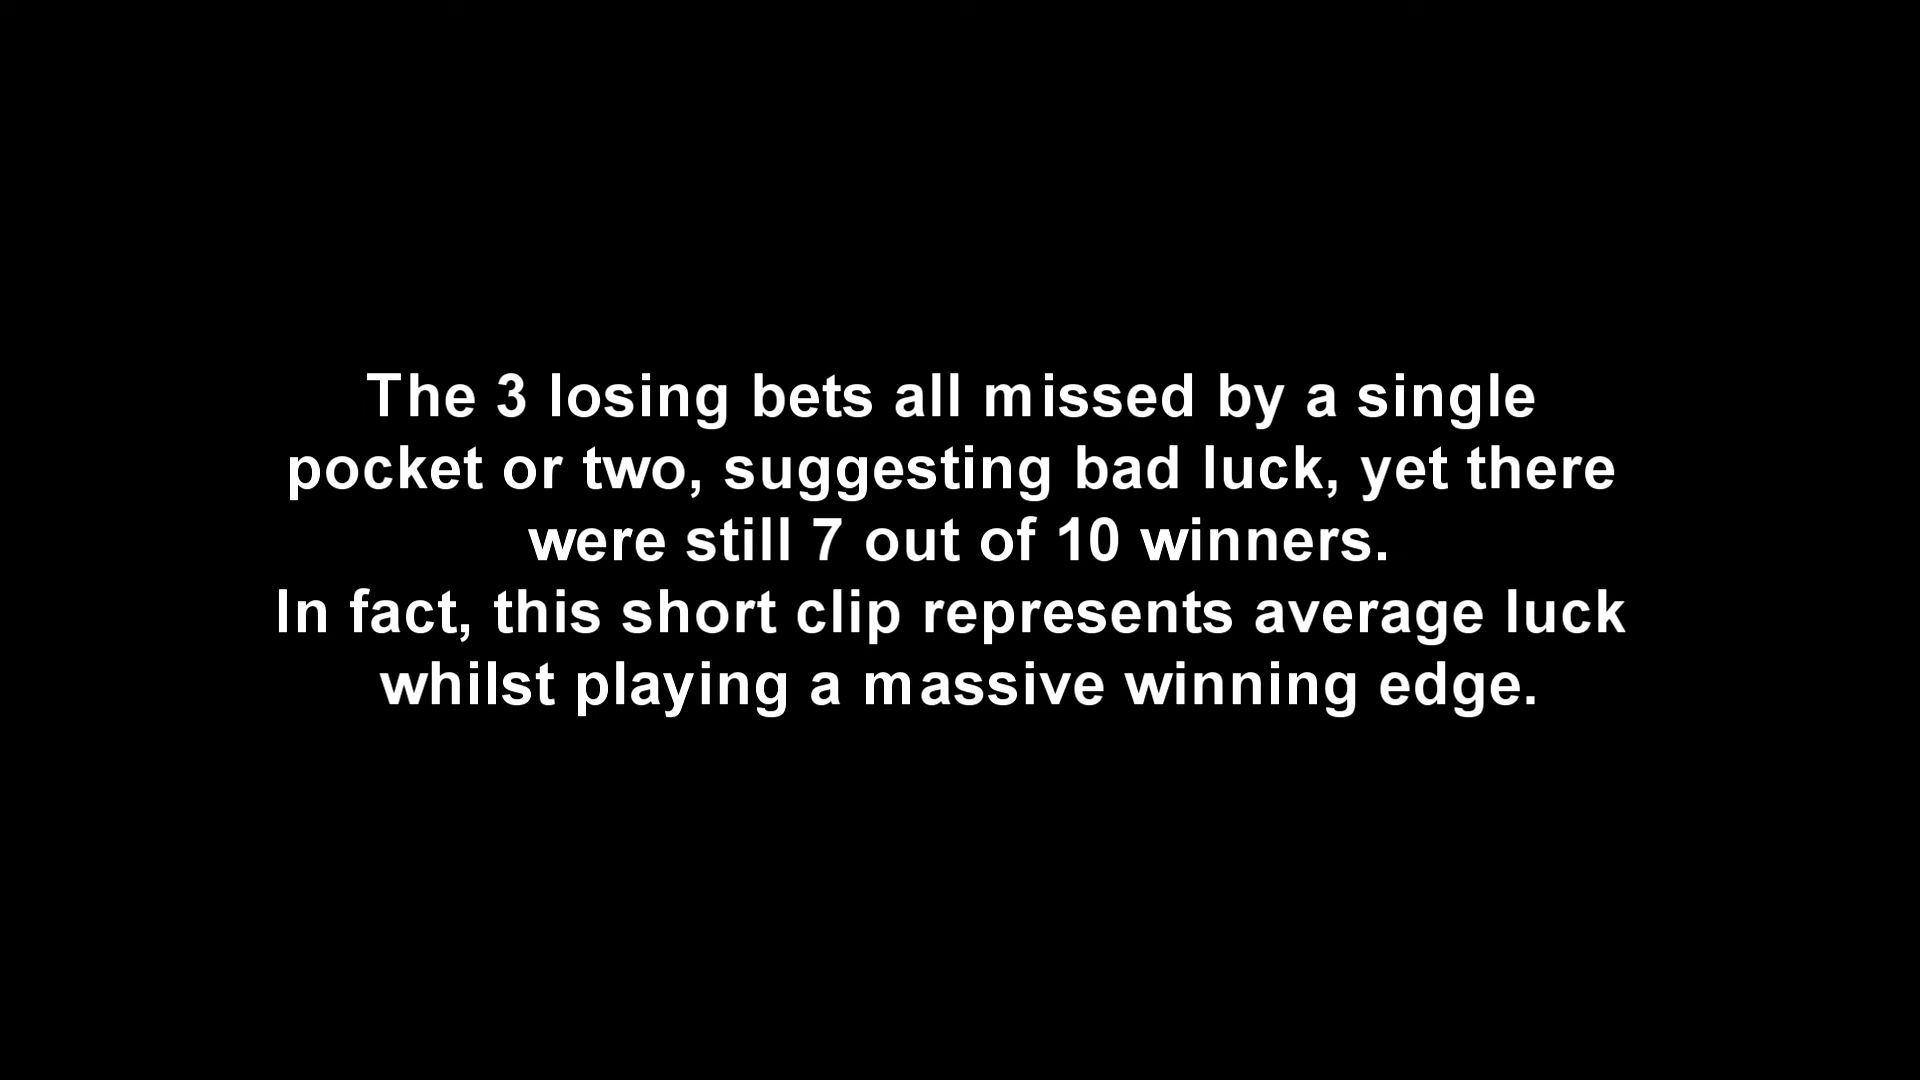 The 3 losing bets all missed by a single
pocket or two, suggesting bad luck, yet there
were still 7 out of 10 winners.
In fact, this short clip represents average luck
whilst playing a massive winning edge.